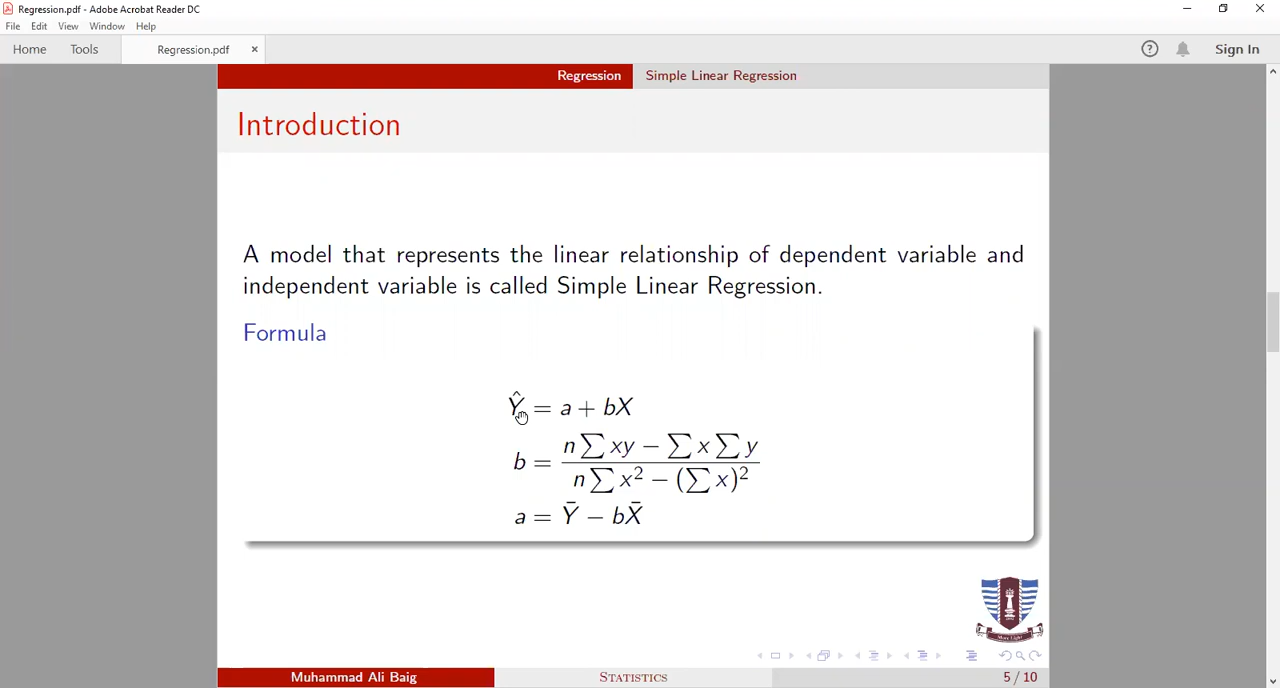 Regression.pdf - Adobe Acrobat Reader DC
File Edit View Window Help
Home Tools Regression.pdf × ? Sign In
Regression Simple Linear Regression
Introduction
A model that represents the linear relationship of dependent variable and
independent variable is called Simple Linear Regression.
Formula
Ŷ = a + bX
b = (n∑xy − ∑x∑y) / (n∑x² − (∑x)²)
a = Ȳ − bX̄
Muhammad Ali Baig STATISTICS 5 / 10